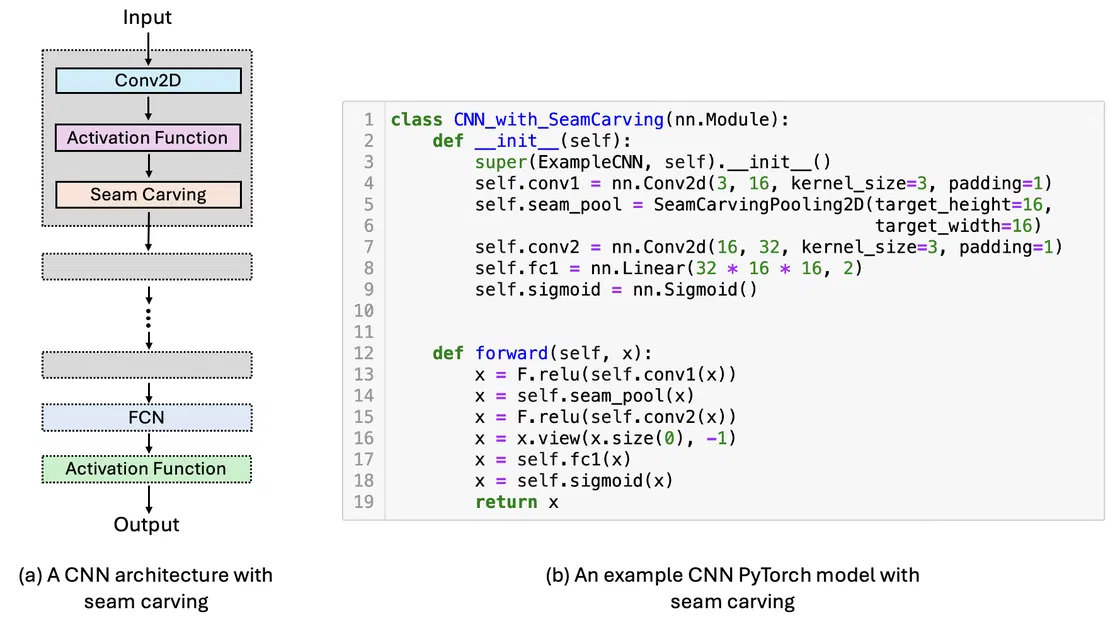 Input
Conv2D
Activation Function
Seam Carving
FCN
Activation Function
Output
(a) A CNN architecture with
seam carving
1 class CNN_with_SeamCarving(nn.Module):
2     def __init__(self):
3         super(ExampleCNN, self).__init__()
4         self.conv1 = nn.Conv2d(3, 16, kernel_size=3, padding=1)
5         self.seam_pool = SeamCarvingPooling2D(target_height=16,
6                                               target_width=16)
7         self.conv2 = nn.Conv2d(16, 32, kernel_size=3, padding=1)
8         self.fc1 = nn.Linear(32 * 16 * 16, 2)
9         self.sigmoid = nn.Sigmoid()
10
11
12     def forward(self, x):
13         x = F.relu(self.conv1(x))
14         x = self.seam_pool(x)
15         x = F.relu(self.conv2(x))
16         x = x.view(x.size(0), -1)
17         x = self.fc1(x)
18         x = self.sigmoid(x)
19         return x
(b) An example CNN PyTorch model with
seam carving